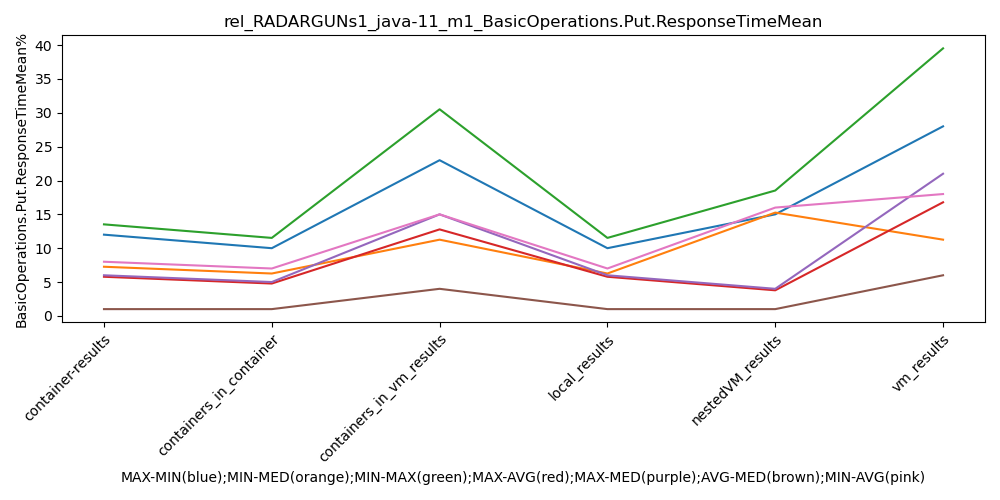 rel_RADARGUNs1_java-11_m1_BasicOperations.Put.ResponseTimeMean
BasicOperations.Put.ResponseTimeMean%
40
35
30
25
20
15
10
5
0
container-results
containers_in_container
containers_in_vm_results
local_results
nestedVM_results
vm_results
MAX-MIN(blue);MIN-MED(orange);MIN-MAX(green);MAX-AVG(red);MAX-MED(purple);AVG-MED(brown);MIN-AVG(pink)